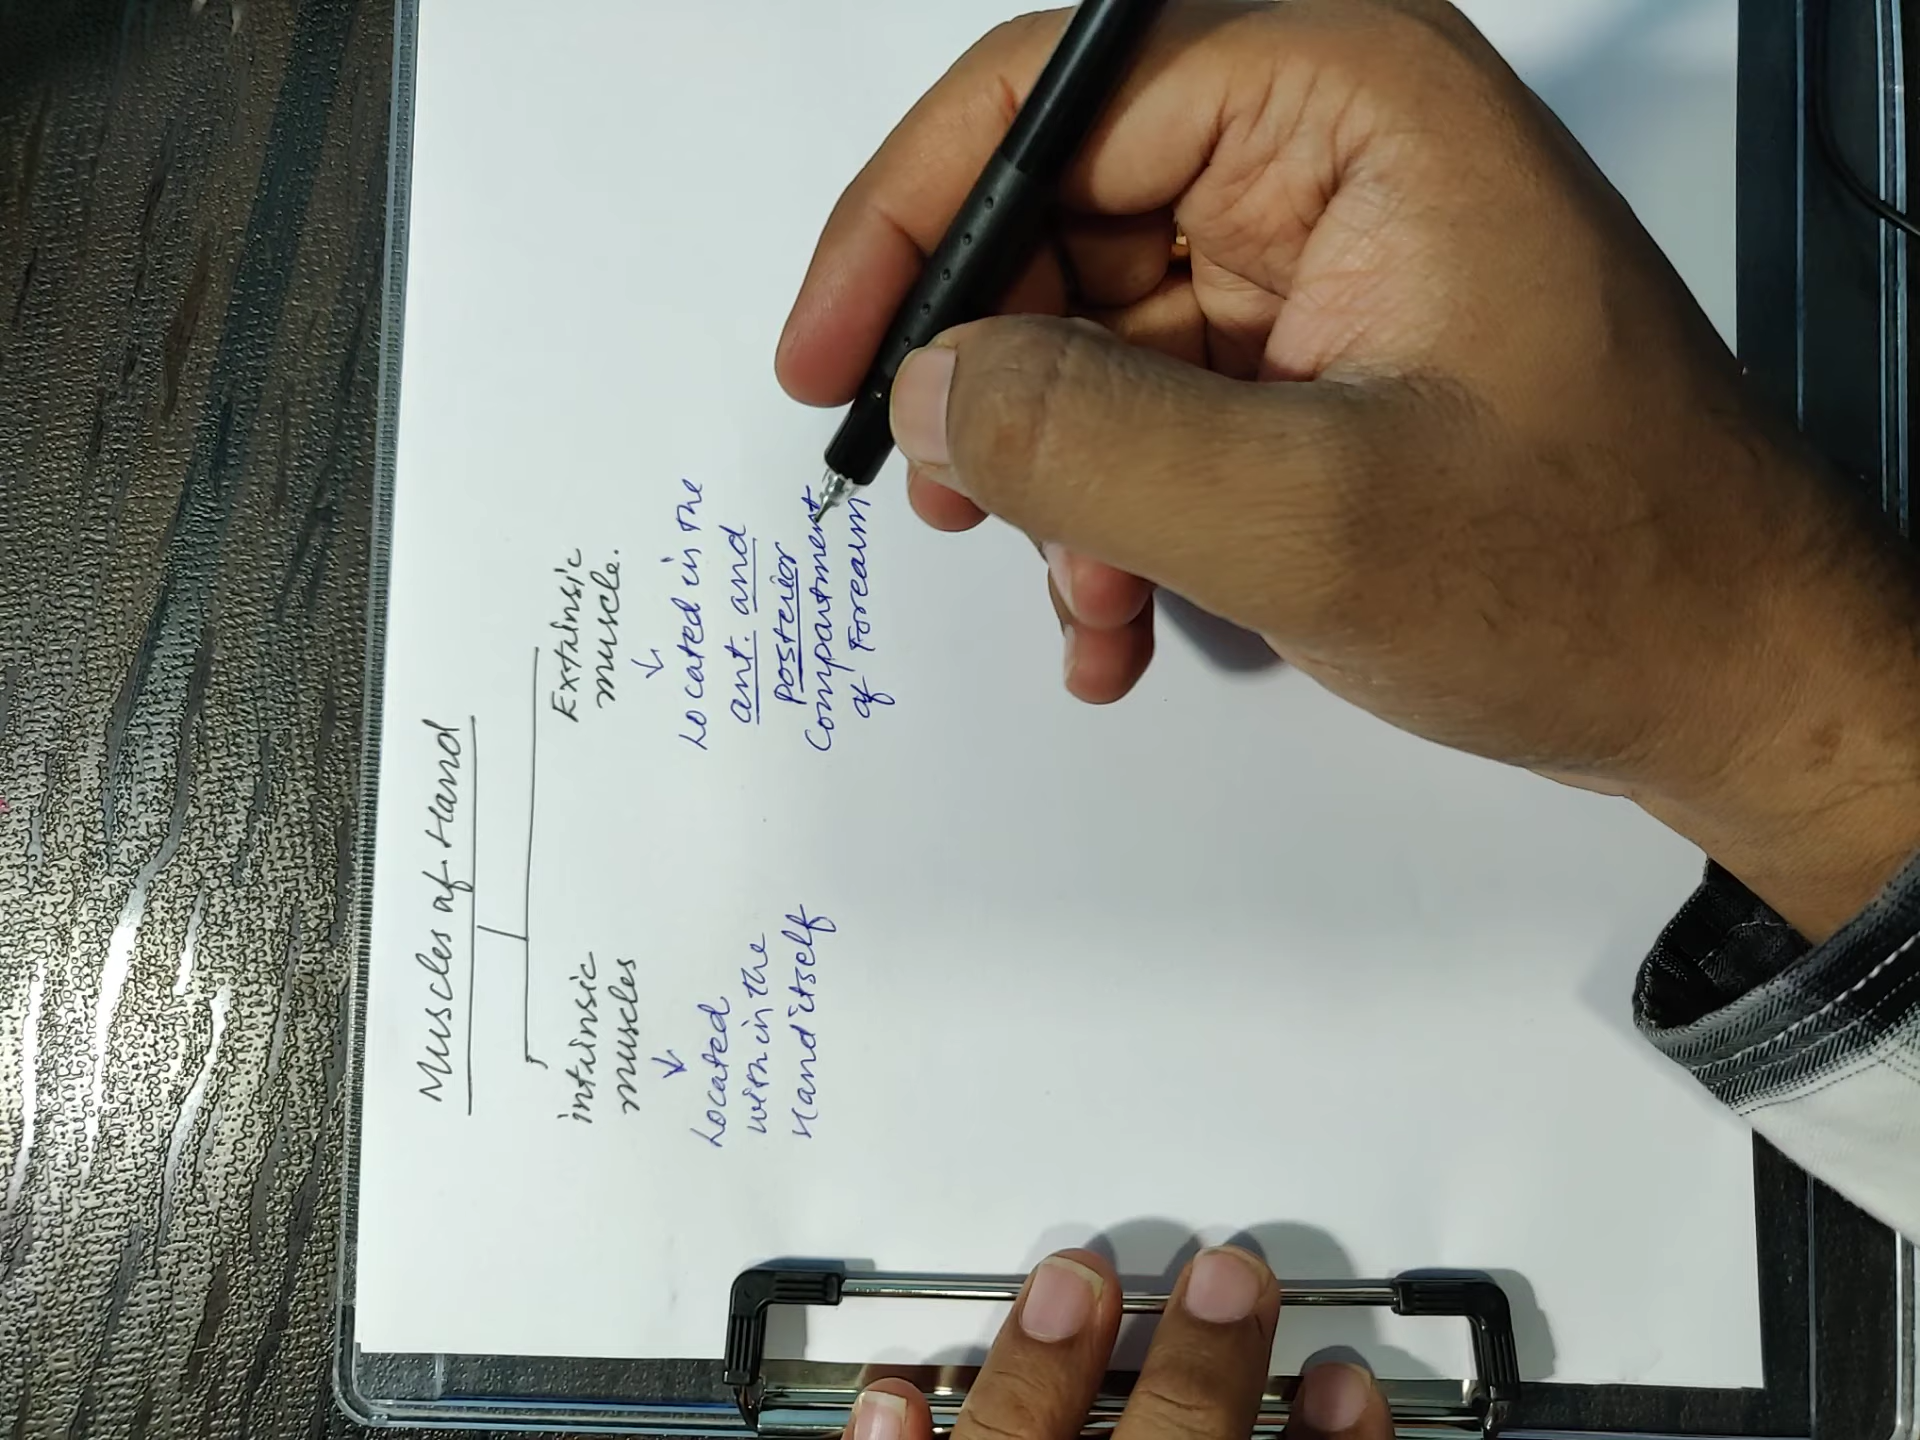 Muscles of Hand
intrinsic
muscles
Located
within the
Hand itself
Extrinsic
muscle.
Located in the
ant. and
posterior
Compartment
of Forearm